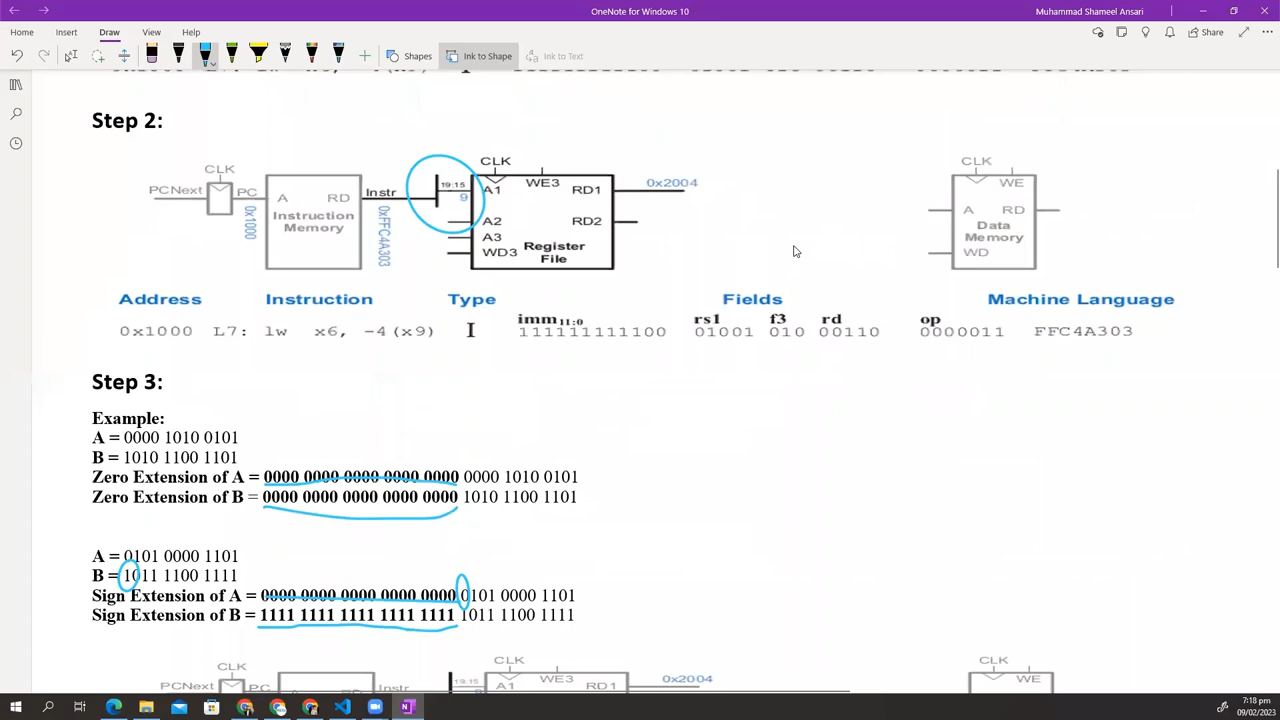 OneNote for Windows 10
Muhammad Shameel Ansari
Home Insert Draw View Help
Share
Shapes Ink to Shape Ink to Text
Step 2:
CLK CLK CLK
PCNext PC A RD Instr 19:15 9 A1 WE3 RD1 0x2004 WE
Instruction Memory A2 RD2 A RD
0x1000 0xFFC4A303 A3 Data Memory
WD3 Register File WD
Address Instruction Type Fields Machine Language
imm11:0 rs1 f3 rd op
0x1000 L7: lw x6, -4(x9) I 111111111100 01001 010 00110 0000011 FFC4A303
Step 3:
Example:
A = 0000 1010 0101
B = 1010 1100 1101
Zero Extension of A = 0000 0000 0000 0000 0000 0000 1010 0101
Zero Extension of B = 0000 0000 0000 0000 0000 1010 1100 1101
A = 0101 0000 1101
B = 1011 1100 1111
Sign Extension of A = 0000 0000 0000 0000 0000 0101 0000 1101
Sign Extension of B = 1111 1111 1111 1111 1111 1011 1100 1111
CLK CLK CLK
PCNext PC Instr A1 WE3 RD1 0x2004 WE
7:18 pm
09/02/2023